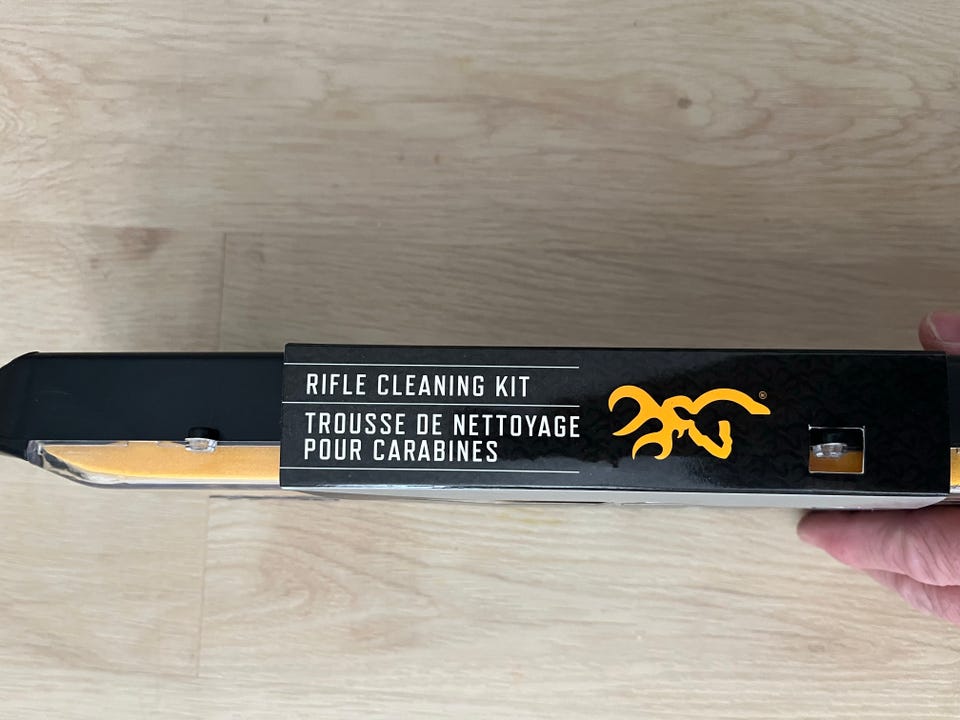 RIFLE CLEANING KIT
TROUSSE DE NETTOYAGE
POUR CARABINES
®